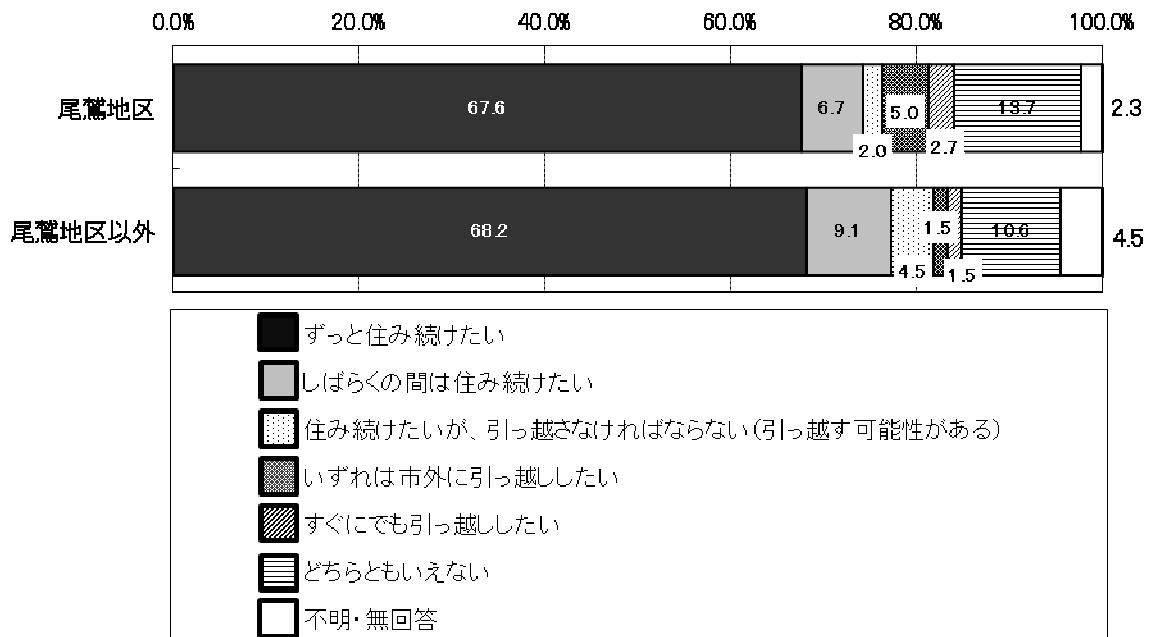 0.0% 20.0% 40.0% 60.0% 80.0% 100.0%
尾鷲地区 67.6 6.7 2.0 5.0 2.7 13.7 2.3
尾鷲地区以外 68.2 9.1 4.5 1.5 1.5 10.6 4.5
ずっと住み続けたい
しばらくの間は住み続けたい
住み続けたいが、引っ越さなければならない(引っ越す可能性がある)
いずれは市外に引っ越ししたい
すぐにでも引っ越ししたい
どちらともいえない
不明・無回答